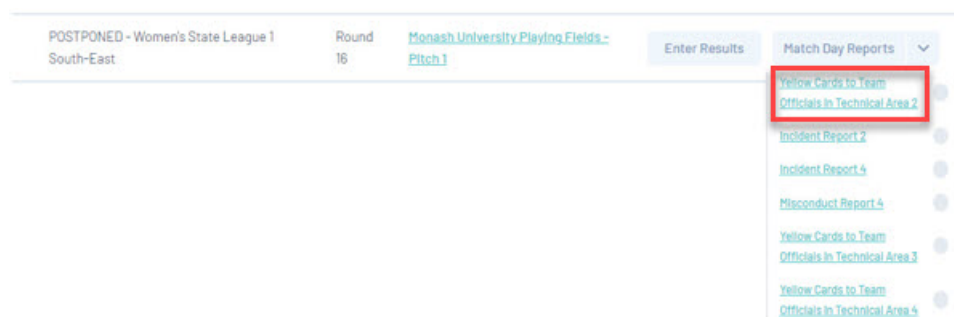 POSTPONED - Women's State League 1
South-East
Round
16
Monash University Playing Fields -
Pitch 1
Enter Results
Match Day Reports
Yellow Cards to Team
Officials in Technical Area 2
Incident Report 2
Incident Report 4
Misconduct Report 4
Yellow Cards to Team
Officials in Technical Area 3
Yellow Cards to Team
Officials in Technical Area 4